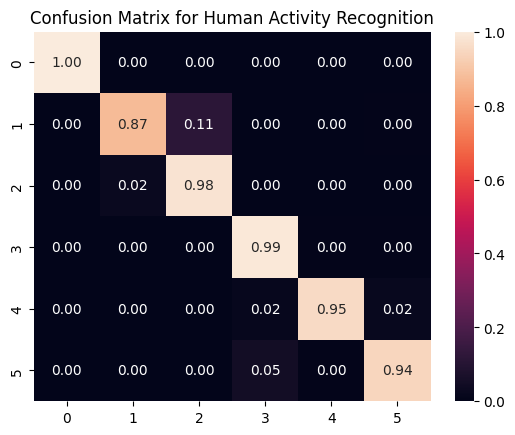 Confusion Matrix for Human Activity Recognition
0 1.00 0.00 0.00 0.00 0.00 0.00
1 0.00 0.87 0.11 0.00 0.00 0.00
2 0.00 0.02 0.98 0.00 0.00 0.00
3 0.00 0.00 0.00 0.99 0.00 0.00
4 0.00 0.00 0.00 0.02 0.95 0.02
5 0.00 0.00 0.00 0.05 0.00 0.94
0 1 2 3 4 5
1.0
0.8
0.6
0.4
0.2
0.0